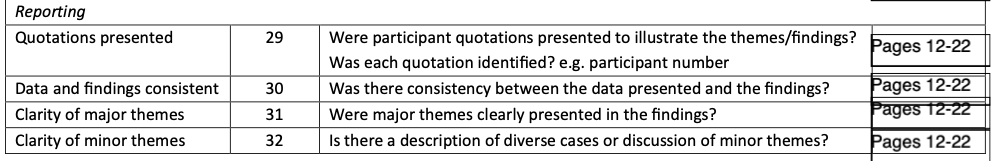 Reporting
Quotations presented 29 Were participant quotations presented to illustrate the themes/findings? Pages 12-22
Was each quotation identified? e.g. participant number
Data and findings consistent 30 Was there consistency between the data presented and the findings? Pages 12-22
Clarity of major themes 31 Were major themes clearly presented in the findings? Pages 12-22
Clarity of minor themes 32 Is there a description of diverse cases or discussion of minor themes? Pages 12-22